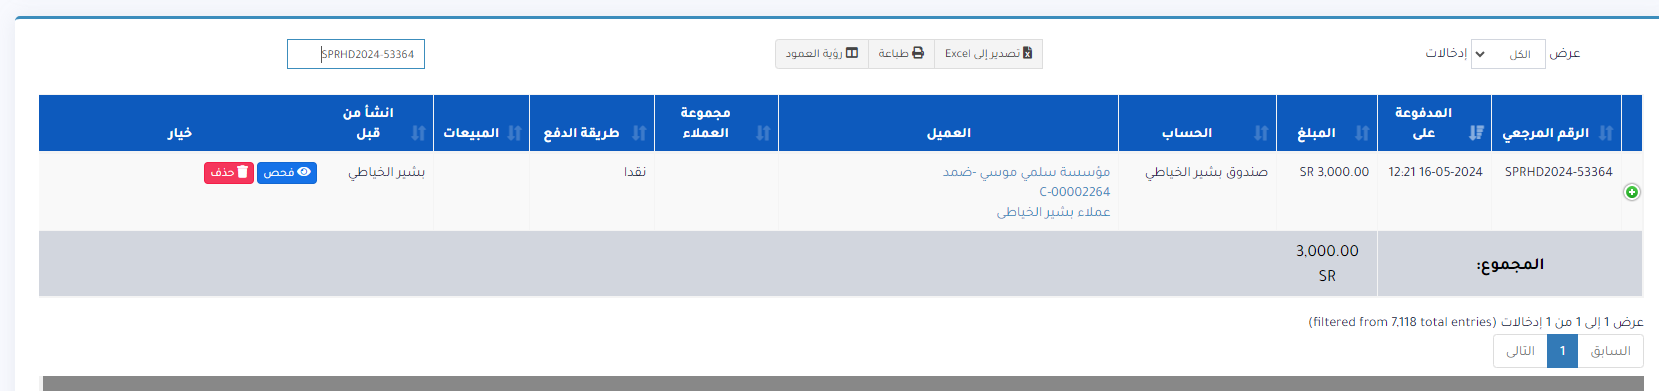 عرض الكل إدخالات
تصدير إلى Excel
طباعة
رؤية العمود
SPRHD2024-53364
الرقم المرجعي
المدفوعة على
المبلغ
الحساب
العميل
مجموعة العملاء
طريقة الدفع
المبيعات
انشأ من قبل
خيار
SPRHD2024-53364
12:21 16-05-2024
SR 3,000.00
صندوق بشير الخياطي
مؤسسة سلمي موسي -ضمد
C-00002264
عملاء بشير الخياطى
نقدا
بشير الخياطي
فحص
حذف
المجموع:
3,000.00
SR
عرض 1 إلى 1 من 1 إدخالات (filtered from 7,118 total entries)
السابق
1
التالى